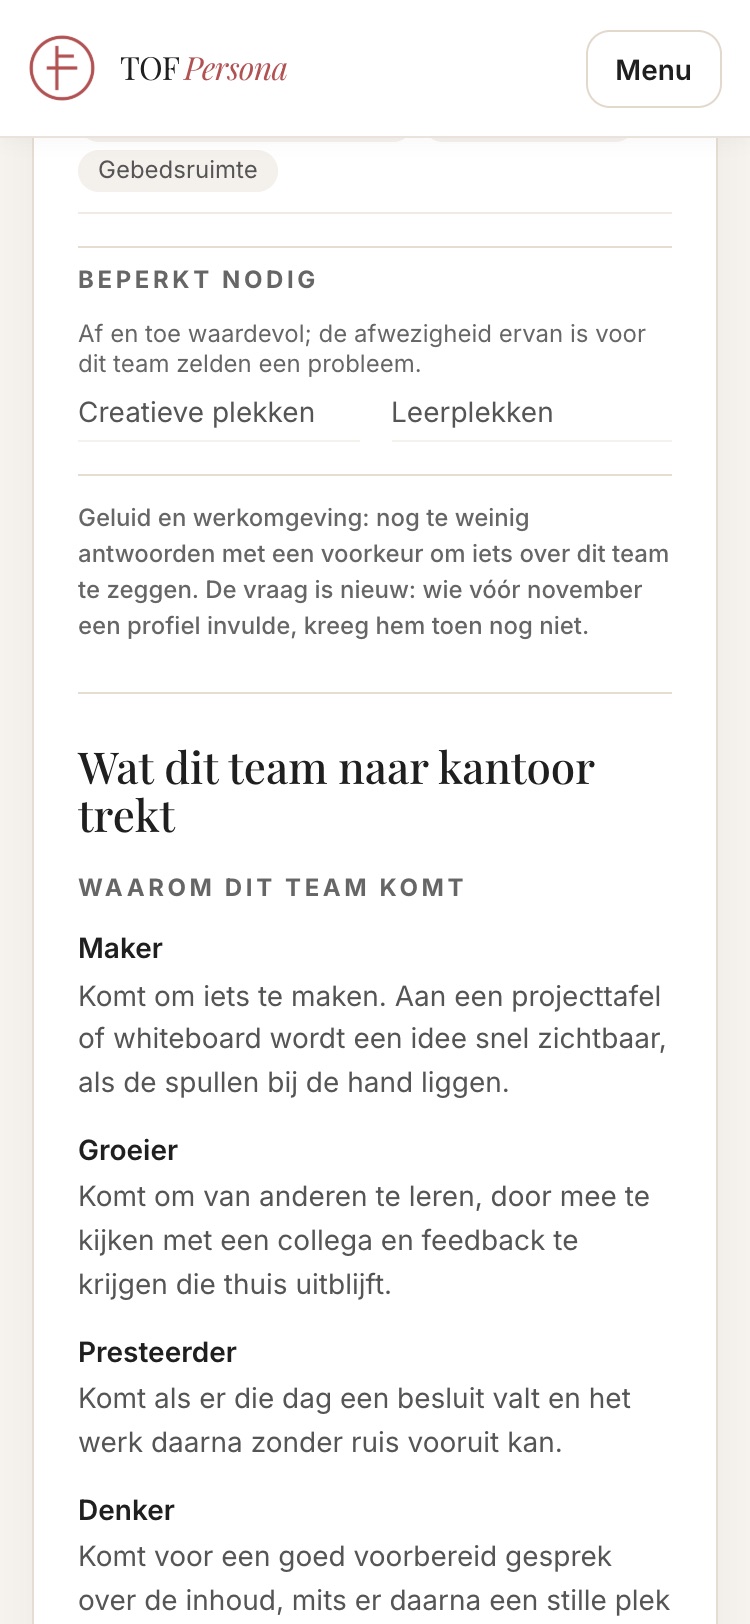 TOF Persona
Menu
Gebedsruimte
BEPERKT NODIG
Af en toe waardevol; de afwezigheid ervan is voor
dit team zelden een probleem.
Creatieve plekken Leerplekken
Geluid en werkomgeving: nog te weinig
antwoorden met een voorkeur om iets over dit team
te zeggen. De vraag is nieuw: wie vóór november
een profiel invulde, kreeg hem toen nog niet.
Wat dit team naar kantoor
trekt
WAAROM DIT TEAM KOMT
Maker
Komt om iets te maken. Aan een projecttafel
of whiteboard wordt een idee snel zichtbaar,
als de spullen bij de hand liggen.
Groeier
Komt om van anderen te leren, door mee te
kijken met een collega en feedback te
krijgen die thuis uitblijft.
Presteerder
Komt als er die dag een besluit valt en het
werk daarna zonder ruis vooruit kan.
Denker
Komt voor een goed voorbereid gesprek
over de inhoud, mits er daarna een stille plek